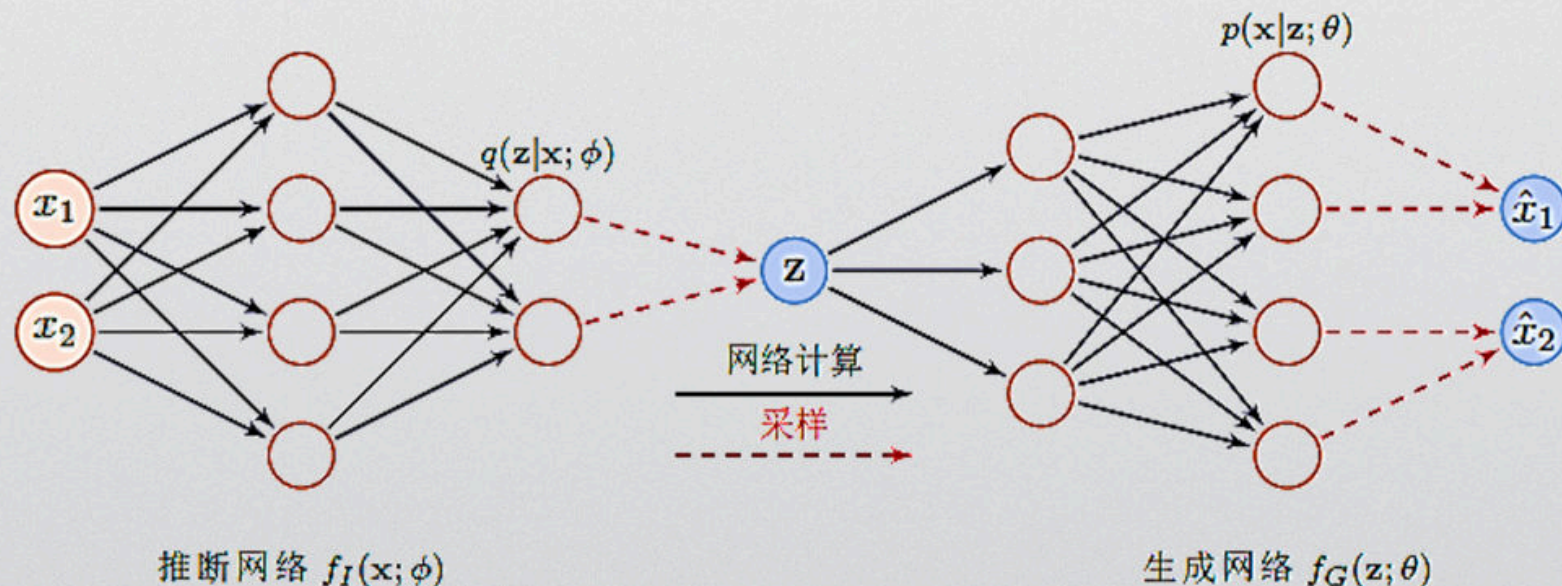 p(x|z; θ)
q(z|x; ϕ)
x₁
x̂₁
z
x₂
x̂₂
网络计算
采样
推断网络 f_I(x; ϕ)
生成网络 f_G(z; θ)